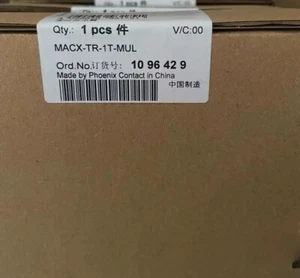 Qty.: 1 pcs 件 V/C:00
MACX-TR-1T-MUL
Ord.No.订货号: 10 96 42 9
Made by Phoenix Contact in China
中国制造